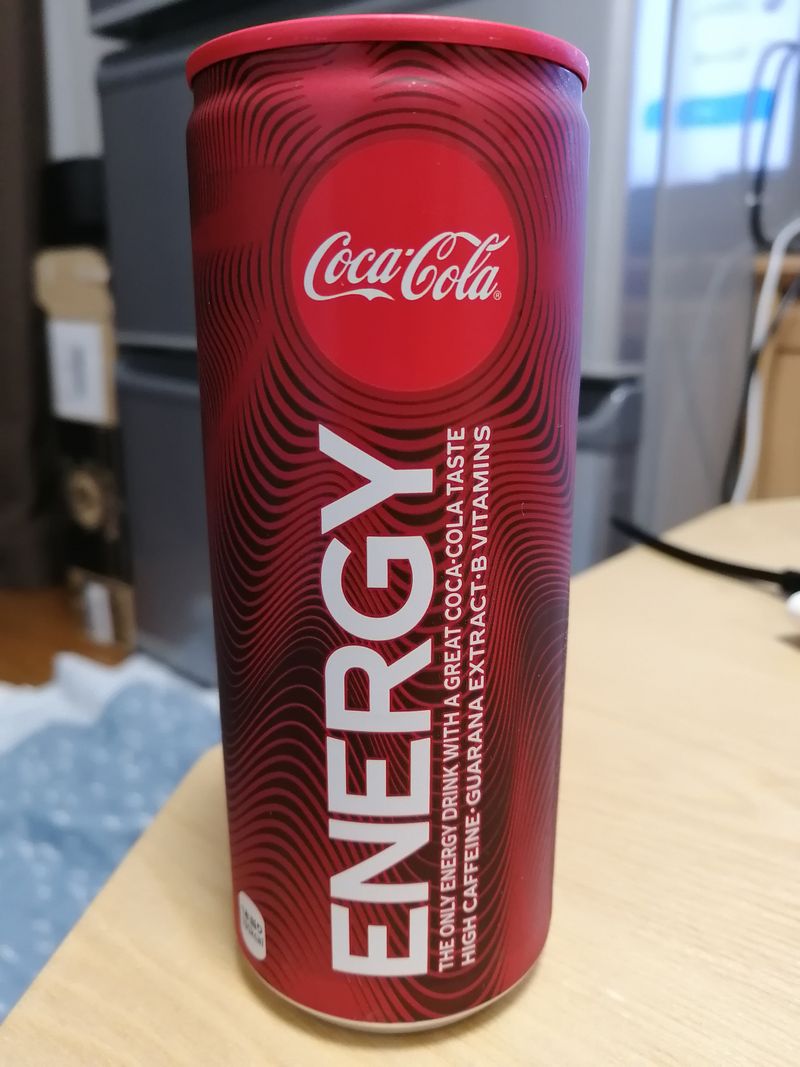 Coca-Cola®
ENERGY
THE ONLY ENERGY DRINK WITH A GREAT COCA-COLA TASTE
HIGH CAFFEINE·GUARANA EXTRACT·B VITAMINS